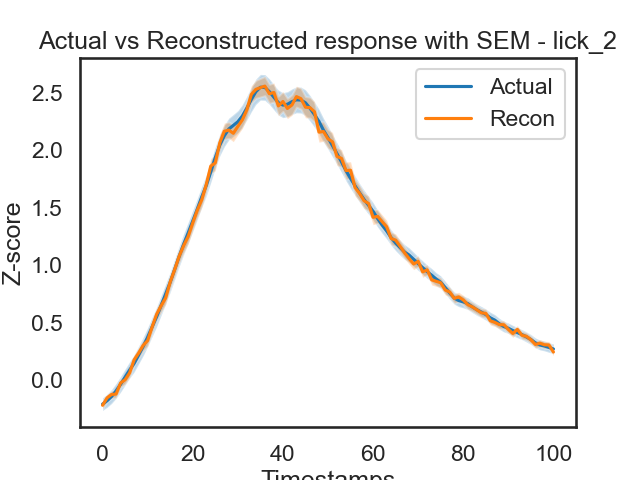 Actual vs Reconstructed response with SEM - lick_2
Actual
Recon
Z-score
2.5
2.0
1.5
1.0
0.5
0.0
0
20
40
60
80
100
Timestamps